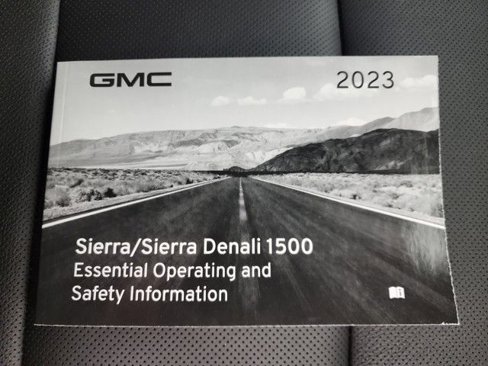 GMC 2023
Sierra/Sierra Denali 1500
Essential Operating and
Safety Information